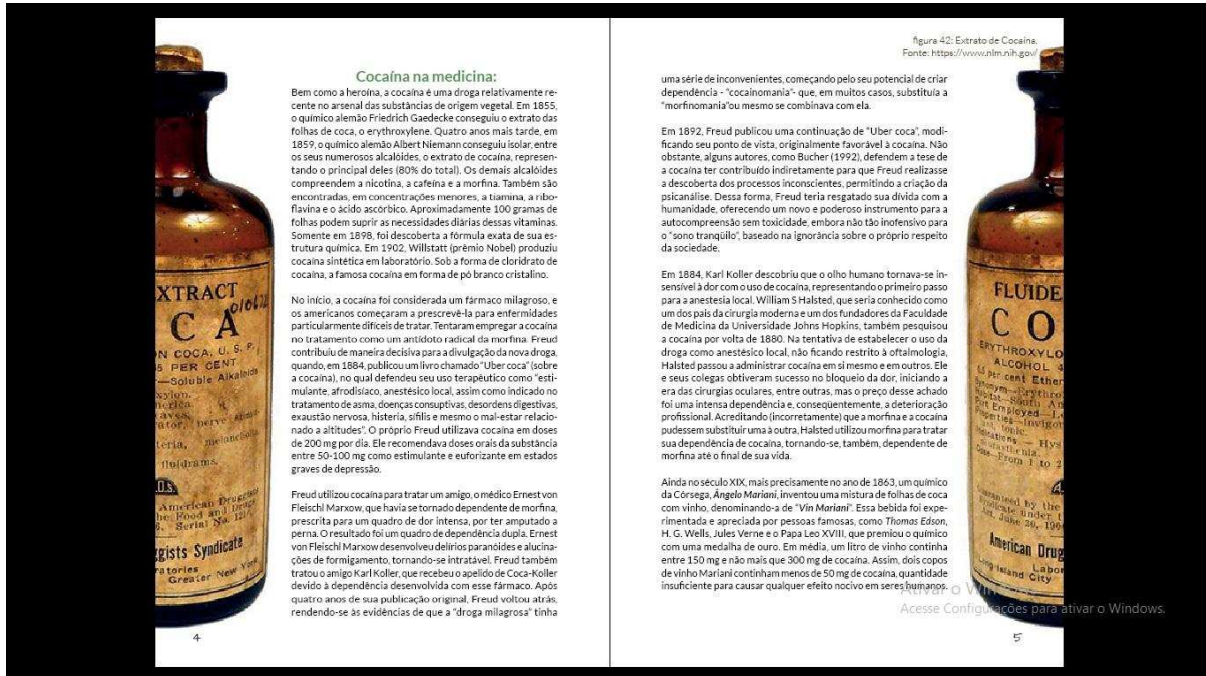 Cocaína na medicina:
Bem como a heroína, a cocaína é uma droga relativamente re-
cente no arsenal das substâncias de origem vegetal. Em 1855,
o químico alemão Friedrich Gaedecke conseguiu o extrato das
folhas de coca, o erythroxylene. Quatro anos mais tarde, em
1859, o químico alemão Albert Niemann conseguiu isolar, entre
os seus numerosos alcalóides, o extrato de cocaína, represen-
tando o principal deles (80% do total). Os demais alcalóides
compreendem a nicotina, a cafeína e a morfina. Também são
encontradas, em concentrações menores, a tiamina, a ribo-
flavina e o ácido ascórbico. Aproximadamente 100 gramas de
folhas podem suprir as necessidades diárias dessas vitaminas.
Somente em 1898, foi descoberta a fórmula exata de sua es-
trutura química. Em 1902, Willstatt (prêmio Nobel) produziu
cocaína sintética em laboratório. Sob a forma de cloridrato de
cocaína, a famosa cocaína em forma de pó branco cristalino.
No início, a cocaína foi considerada um fármaco milagroso, e
os americanos começaram a prescrevê-la para enfermidades
particularmente difíceis de tratar. Tentaram empregar a cocaína
no tratamento como um antídoto radical da morfina. Freud
contribuiu de maneira decisiva para a divulgação da nova droga,
quando, em 1884, publicou um livro chamado "Uber coca" (sobre
a cocaína), no qual defendeu seu uso terapêutico como "esti-
mulante, afrodisíaco, anestésico local, assim como indicado no
tratamento de asma, doenças consuptivas, desordens digestivas,
exaustão nervosa, histeria, sífilis e mesmo o mal-estar relacio-
nado a altitudes". O próprio Freud utilizava cocaína em doses
de 200 mg por dia. Ele recomendava doses orais da substância
entre 50-100 mg como estimulante e euforizante em estados
graves de depressão.
Freud utilizou cocaína para tratar um amigo, o médico Ernest von
Fleischl Marxow, que havia se tornado dependente de morfina,
prescrita para um quadro de dor intensa, por ter amputado a
perna. O resultado foi um quadro de dependência dupla. Ernest
von Fleischl Marxow desenvolveu delírios paranóides e alucina-
ções de formigamento, tornando-se intratável. Freud também
tratou o amigo Karl Koller, que recebeu o apelido de Coca-Koller
devido à dependência desenvolvida com esse fármaco. Após
quatro anos de sua publicação original, Freud voltou atrás,
rendendo-se às evidências de que a "droga milagrosa" tinha
4
XTRACT
C A
N COCA, U. S. P.
5 PER CENT
Soluble Alkaloids
melancholia
fluidrams.
American Druggists
the Food and Drugs
Serial No.
gists Syndicate
ratories
Greater New York
figura 42: Extrato de Cocaína.
Fonte: https://www.nlm.nih.gov/
uma série de inconvenientes, começando pelo seu potencial de criar
dependência - "cocainomania"- que, em muitos casos, substituía a
"morfinomania"ou mesmo se combinava com ela.
Em 1892, Freud publicou uma continuação de "Uber coca", modi-
ficando seu ponto de vista, originalmente favorável à cocaína. Não
obstante, alguns autores, como Bucher (1992), defendem a tese de
a cocaína ter contribuído indiretamente para que Freud realizasse
a descoberta dos processos inconscientes, permitindo a criação da
psicanálise. Dessa forma, Freud teria resgatado sua dívida com a
humanidade, oferecendo um novo e poderoso instrumento para a
autocompreensão sem toxicidade, embora não tão inofensivo para
o "sono tranqüilo", baseado na ignorância sobre o próprio respeito
da sociedade.
Em 1884, Karl Koller descobriu que o olho humano tornava-se in-
sensível à dor com o uso de cocaína, representando o primeiro passo
para a anestesia local. William S Halsted, que seria conhecido como
um dos pais da cirurgia moderna e um dos fundadores da Faculdade
de Medicina da Universidade Johns Hopkins, também pesquisou
a cocaína por volta de 1880. Na tentativa de estabelecer o uso da
droga como anestésico local, não ficando restrito à oftalmologia,
Halsted passou a administrar cocaína em si mesmo e em outros. Ele
e seus colegas obtiveram sucesso no bloqueio da dor, iniciando a
era das cirurgias oculares, entre outras, mas o preço desse achado
foi uma intensa dependência e, conseqüentemente, a deterioração
profissional. Acreditando (incorretamente) que a morfina e a cocaína
pudessem substituir uma à outra, Halsted utilizou morfina para tratar
sua dependência de cocaína, tornando-se, também, dependente de
morfina até o final de sua vida.
Ainda no século XIX, mais precisamente no ano de 1863, um químico
da Córsega, Ângelo Mariani, inventou uma mistura de folhas de coca
com vinho, denominando-a de "Vin Mariani". Essa bebida foi expe-
rimentada e apreciada por pessoas famosas, como Thomas Edson,
H. G. Wells, Jules Verne e o Papa Leo XVIII, que premiou o químico
com uma medalha de ouro. Em média, um litro de vinho continha
entre 150 mg e não mais que 300 mg de cocaína. Assim, dois copos
de vinho Mariani continham menos de 50 mg de cocaína, quantidade
insuficiente para causar qualquer efeito nocivo em seres humanos.
5
FLUIDE
C O
ERYTHROXYLO
ALCOHOL 4
per cent Ether
From 1 to 2
American Drug
Labor
Long Island City
Ativar o Windows
Acesse Configurações para ativar o Windows.